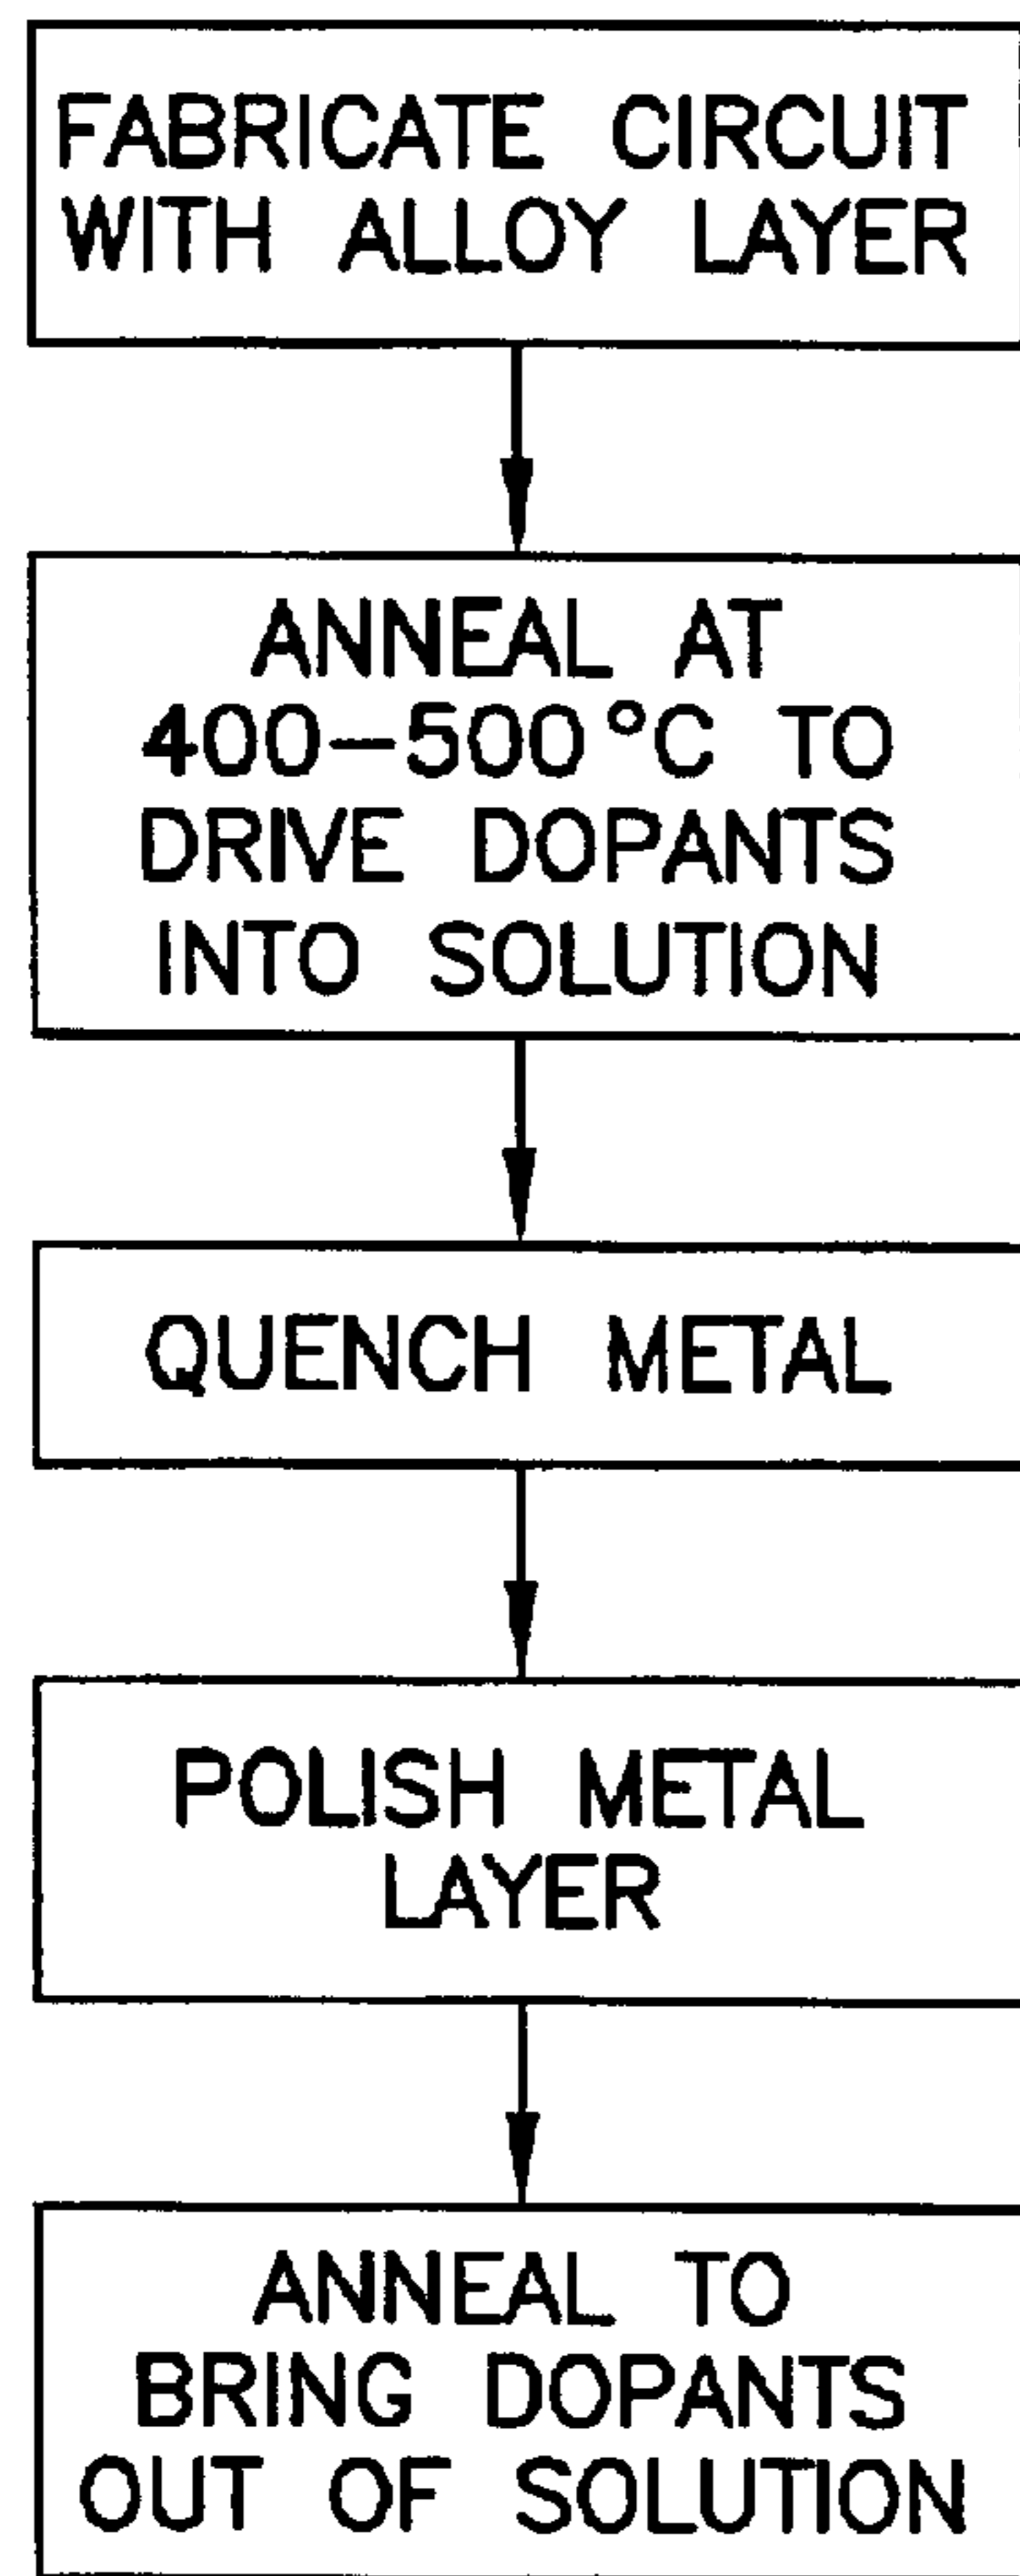 FABRICATE CIRCUIT
WITH ALLOY LAYER
ANNEAL AT
400-500°C TO
DRIVE DOPANTS
INTO SOLUTION
QUENCH METAL
POLISH METAL
LAYER
ANNEAL TO
BRING DOPANTS
OUT OF SOLUTION